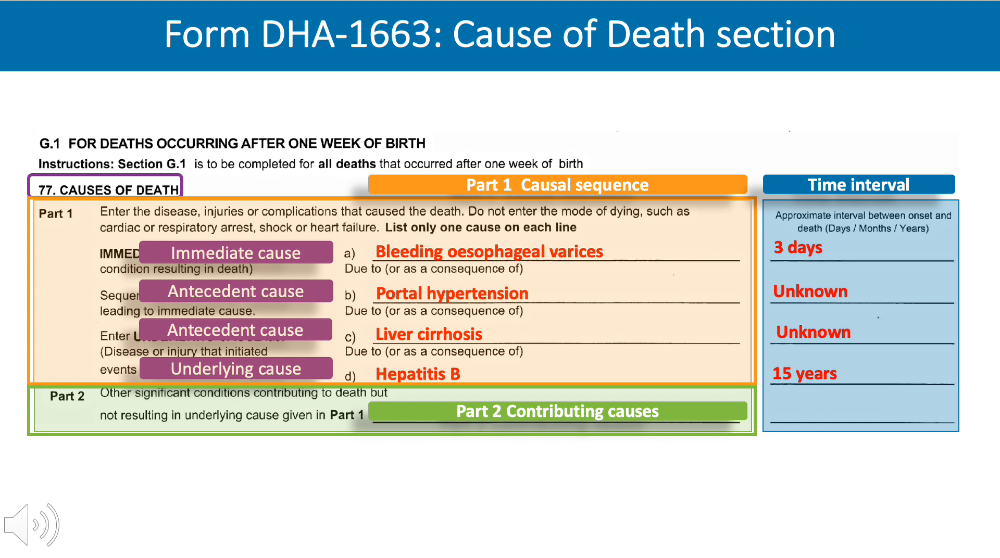 Form DHA-1663: Cause of Death section
G.1 FOR DEATHS OCCURRING AFTER ONE WEEK OF BIRTH
Instructions: Section G.1 is to be completed for all deaths that occurred after one week of birth
77. CAUSES OF DEATH
Part 1 Causal sequence
Time interval
Part 1
Enter the disease, injuries or complications that caused the death. Do not enter the mode of dying, such as
cardiac or respiratory arrest, shock or heart failure. List only one cause on each line
Approximate interval between onset and
death (Days / Months / Years)
Immediate cause
a) Bleeding oesophageal varices
3 days
condition resulting in death)
Due to (or as a consequence of)
Antecedent cause
b) Portal hypertension
Unknown
leading to immediate cause.
Due to (or as a consequence of)
Enter
Antecedent cause
c) Liver cirrhosis
Unknown
(Disease or injury that initiated
Due to (or as a consequence of)
events
Underlying cause
d) Hepatitis B
15 years
Part 2
Other significant conditions contributing to death but
not resulting in underlying cause given in Part 1
Part 2 Contributing causes